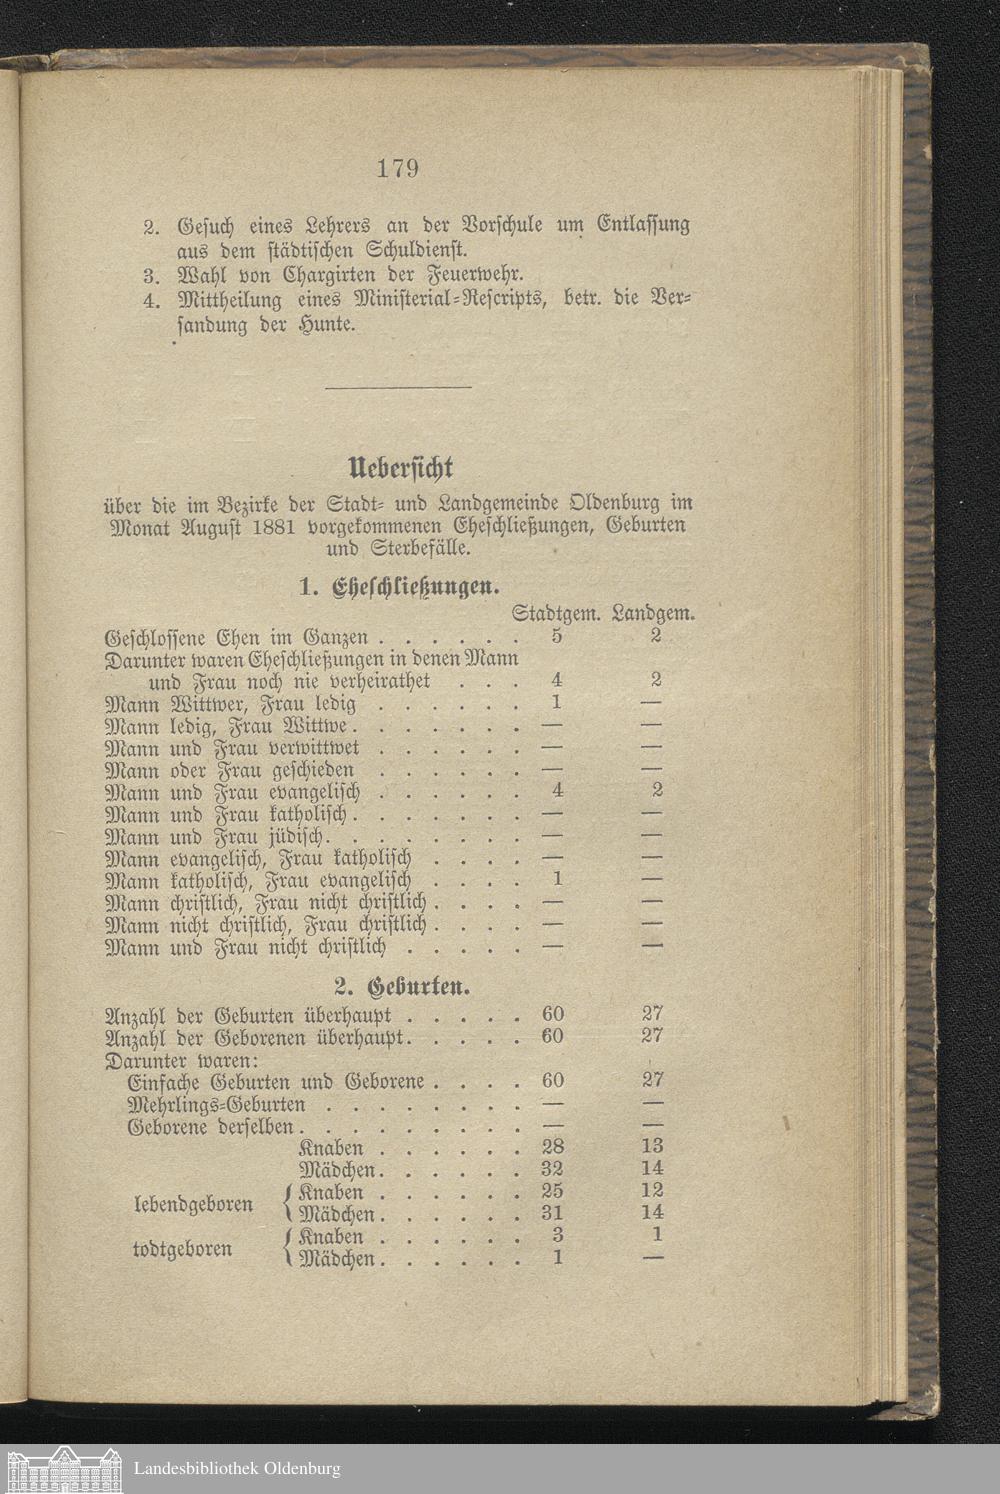 179
2. Gesuch eines Lehrers an der Vorschule um Entlassung
aus dem städtischen Schuldienst.
3. Wahl von Chargirten der Feuerwehr.
4. Mittheilung eines Ministerial-Rescripts, betr. die Ver-
sandung der Hunte.
Uebersicht
über die im Bezirke der Stadt- und Landgemeinde Oldenburg im
Monat August 1881 vorgekommenen Eheschließungen, Geburten
und Sterbefälle.
1. Eheschließungen.
Stadtgem. Landgem.
Geschlossene Ehen im Ganzen . . . . . . 5 2
Darunter waren Eheschließungen in denen Mann
und Frau noch nie verheirathet . . . 4 2
Mann Wittwer, Frau ledig . . . . . . 1 —
Mann ledig, Frau Wittwe . . . . . . . — —
Mann und Frau verwittwet . . . . . . — —
Mann oder Frau geschieden . . . . . . — —
Mann und Frau evangelisch . . . . . . 4 2
Mann und Frau katholisch . . . . . . . — —
Mann und Frau jüdisch . . . . . . . . — —
Mann evangelisch, Frau katholisch . . . . — —
Mann katholisch, Frau evangelisch . . . . 1 —
Mann christlich, Frau nicht christlich . . . . — —
Mann nicht christlich, Frau christlich . . . . — —
Mann und Frau nicht christlich . . . . . — —
2. Geburten.
Anzahl der Geburten überhaupt . . . . . 60 27
Anzahl der Geborenen überhaupt . . . . . 60 27
Darunter waren:
Einfache Geburten und Geborene . . . . 60 27
Mehrlings-Geburten . . . . . . . . — —
Geborene derselben . . . . . . . . . — —
Knaben . . . . . . 28 13
Mädchen . . . . . . 32 14
lebendgeboren { Knaben . . . . . . 25 12
Mädchen . . . . . . 31 14
todtgeboren { Knaben . . . . . . 3 1
Mädchen . . . . . . 1 —
Landesbibliothek Oldenburg